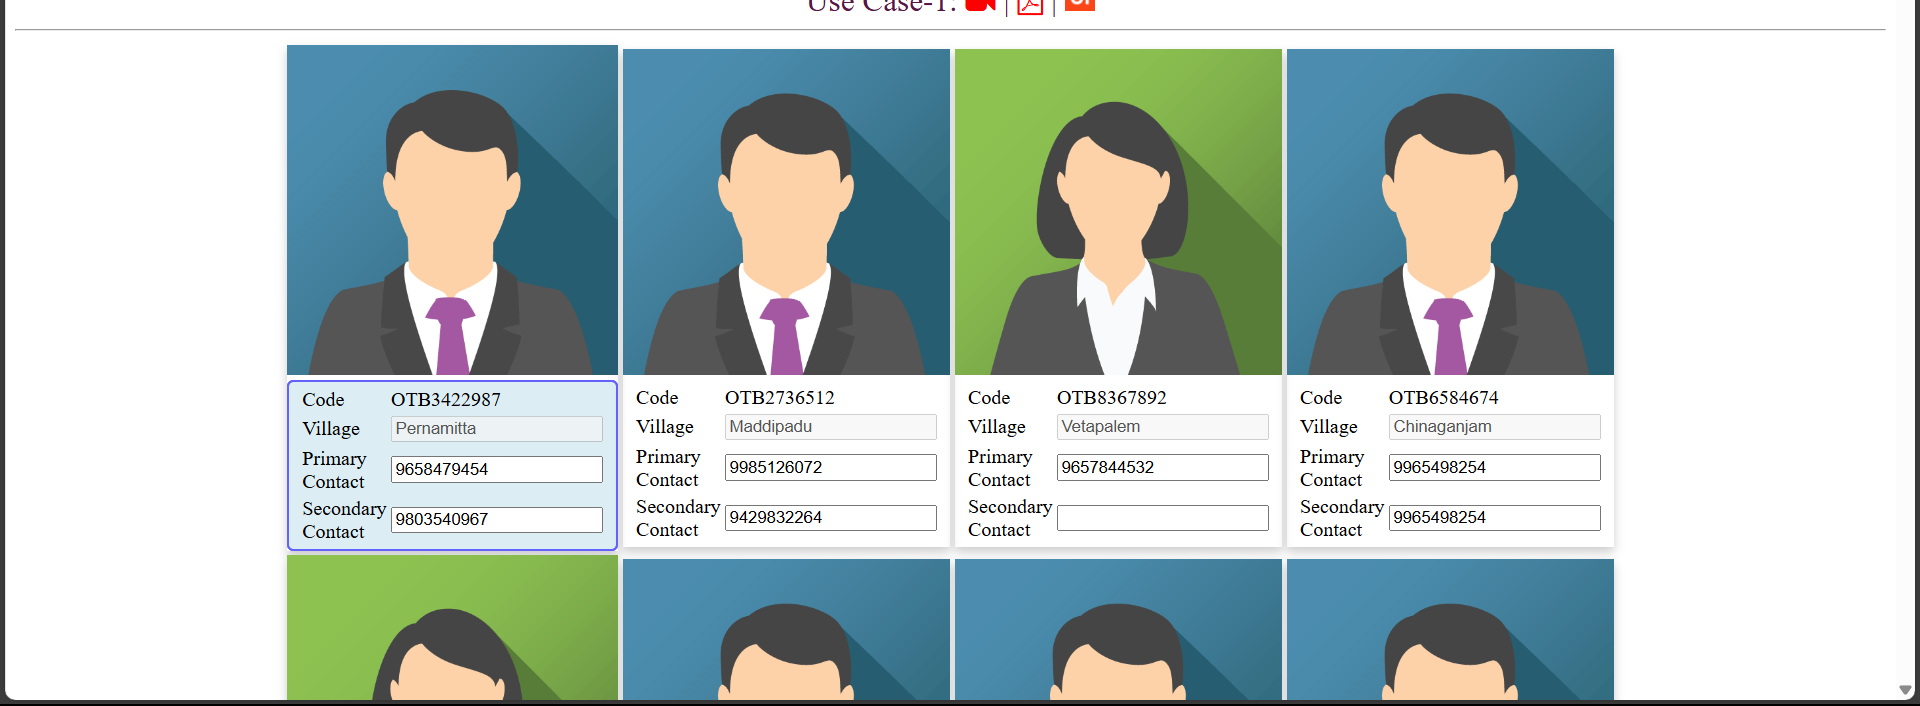 Use Case-1:
Code OTB3422987
Village Pernamitta
Primary Contact 9658479454
Secondary Contact 9803540967
Code OTB2736512
Village Maddipadu
Primary Contact 9985126072
Secondary Contact 9429832264
Code OTB8367892
Village Vetapalem
Primary Contact 9657844532
Secondary Contact
Code OTB6584674
Village Chinaganjam
Primary Contact 9965498254
Secondary Contact 9965498254